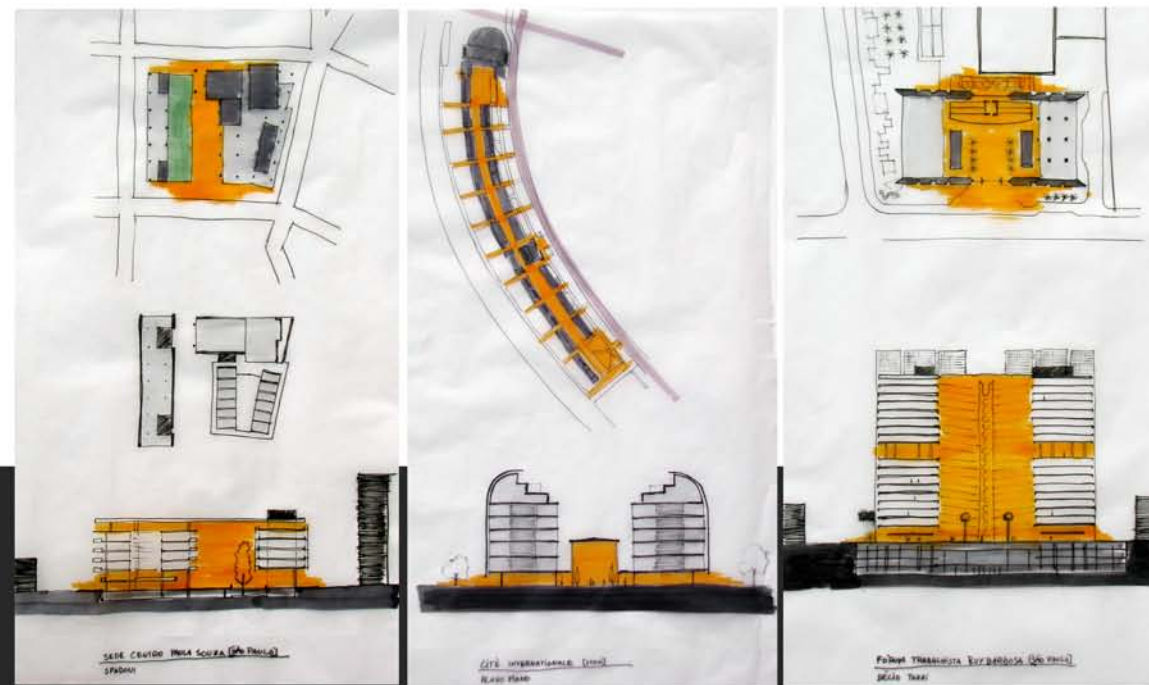 SEDE CENTRO PAULA SOUZA [SÃO PAULO]
SPADONI
CITÉ INTERNATIONALE [LYON]
RENZO PIANO
FÓRUM TRABALHISTA RUY BARBOSA [SÃO PAULO]
DÉCIO TOZZI